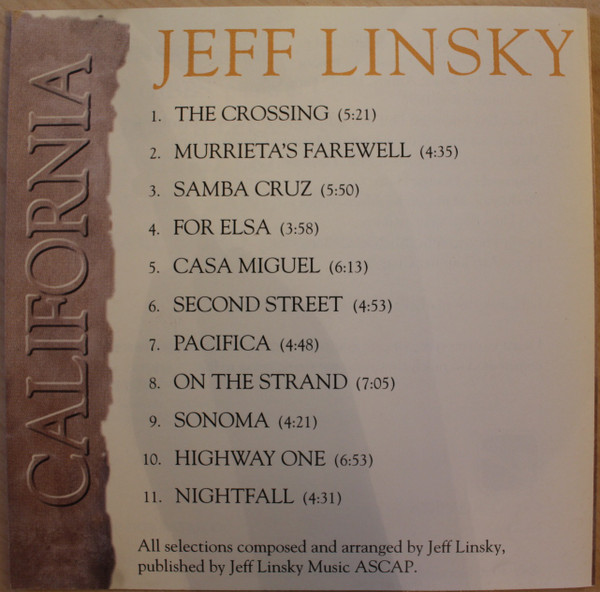 JEFF LINSKY
CALIFORNIA
1. THE CROSSING (5:21)
2. MURRIETA'S FAREWELL (4:35)
3. SAMBA CRUZ (5:50)
4. FOR ELSA (3:58)
5. CASA MIGUEL (6:13)
6. SECOND STREET (4:53)
7. PACIFICA (4:48)
8. ON THE STRAND (7:05)
9. SONOMA (4:21)
10. HIGHWAY ONE (6:53)
11. NIGHTFALL (4:31)
All selections composed and arranged by Jeff Linsky,
published by Jeff Linsky Music ASCAP.